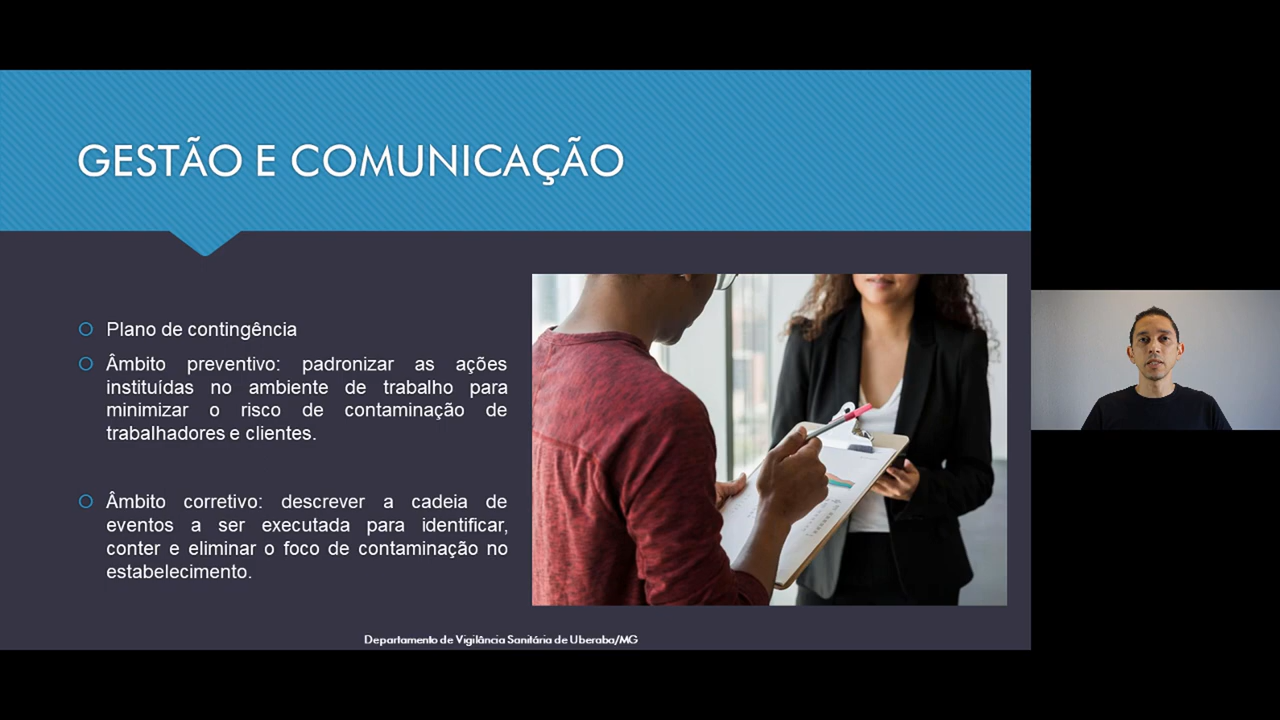 GESTÃO E COMUNICAÇÃO
Plano de contingência
Âmbito preventivo: padronizar as ações
instituídas no ambiente de trabalho para
minimizar o risco de contaminação de
trabalhadores e clientes.
Âmbito corretivo: descrever a cadeia de
eventos a ser executada para identificar,
conter e eliminar o foco de contaminação no
estabelecimento.
Departamento de Vigilância Sanitária de Uberaba/MG